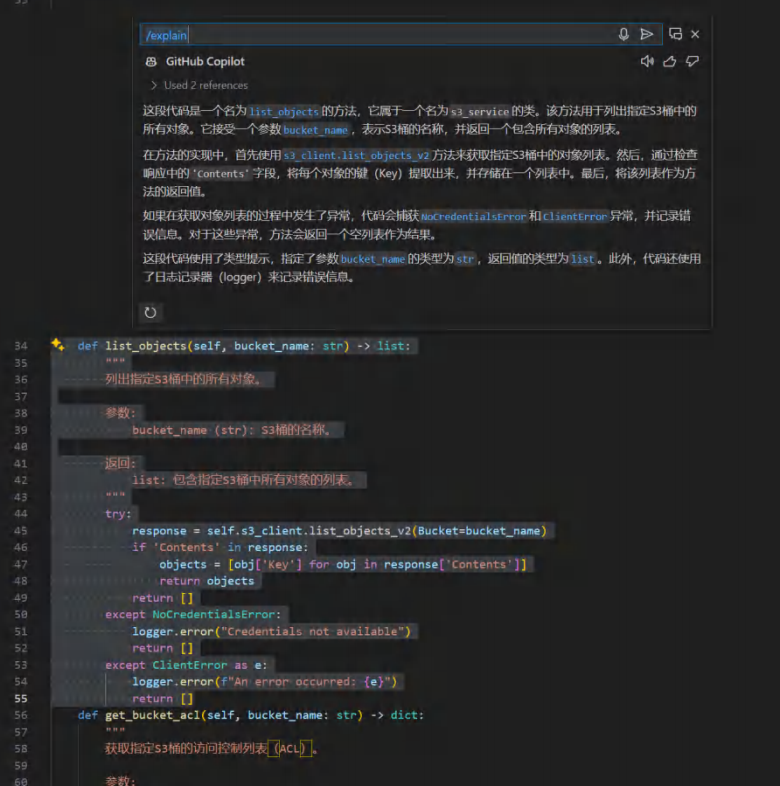 /explain
GitHub Copilot
Used 2 references
这段代码是一个名为list_objects的方法，它属于一个名为s3_service的类。该方法用于列出指定S3桶中的
所有对象。它接受一个参数bucket_name，表示S3桶的名称，并返回一个包含所有对象的列表。
在方法的实现中，首先使用s3_client.list_objects_v2方法来获取指定S3桶中的对象列表。然后，通过检查
响应中的'Contents'字段，将每个对象的键（Key）提取出来，并存储在一个列表中。最后，将该列表作为方
法的返回值。
如果在获取对象列表的过程中发生了异常，代码会捕获NoCredentialsError和ClientError异常，并记录错
误信息。对于这些异常，方法会返回一个空列表作为结果。
这段代码使用了类型提示，指定了参数bucket_name的类型为str，返回值的类型为list。此外，代码还使用
了日志记录器（logger）来记录错误信息。
34 def list_objects(self, bucket_name: str) -> list:
35 """
36 列出指定S3桶中的所有对象。
37
38 参数:
39 bucket_name (str): S3桶的名称。
40
41 返回:
42 list: 包含指定S3桶中所有对象的列表。
43 """
44 try:
45 response = self.s3_client.list_objects_v2(Bucket=bucket_name)
46 if 'Contents' in response:
47 objects = [obj['Key'] for obj in response['Contents']]
48 return objects
49 return []
50 except NoCredentialsError:
51 logger.error("Credentials not available")
52 return []
53 except ClientError as e:
54 logger.error(f"An error occurred: {e}")
55 return []
56 def get_bucket_acl(self, bucket_name: str) -> dict:
57 """
58 获取指定S3桶的访问控制列表（ACL）。
59
60 参数: